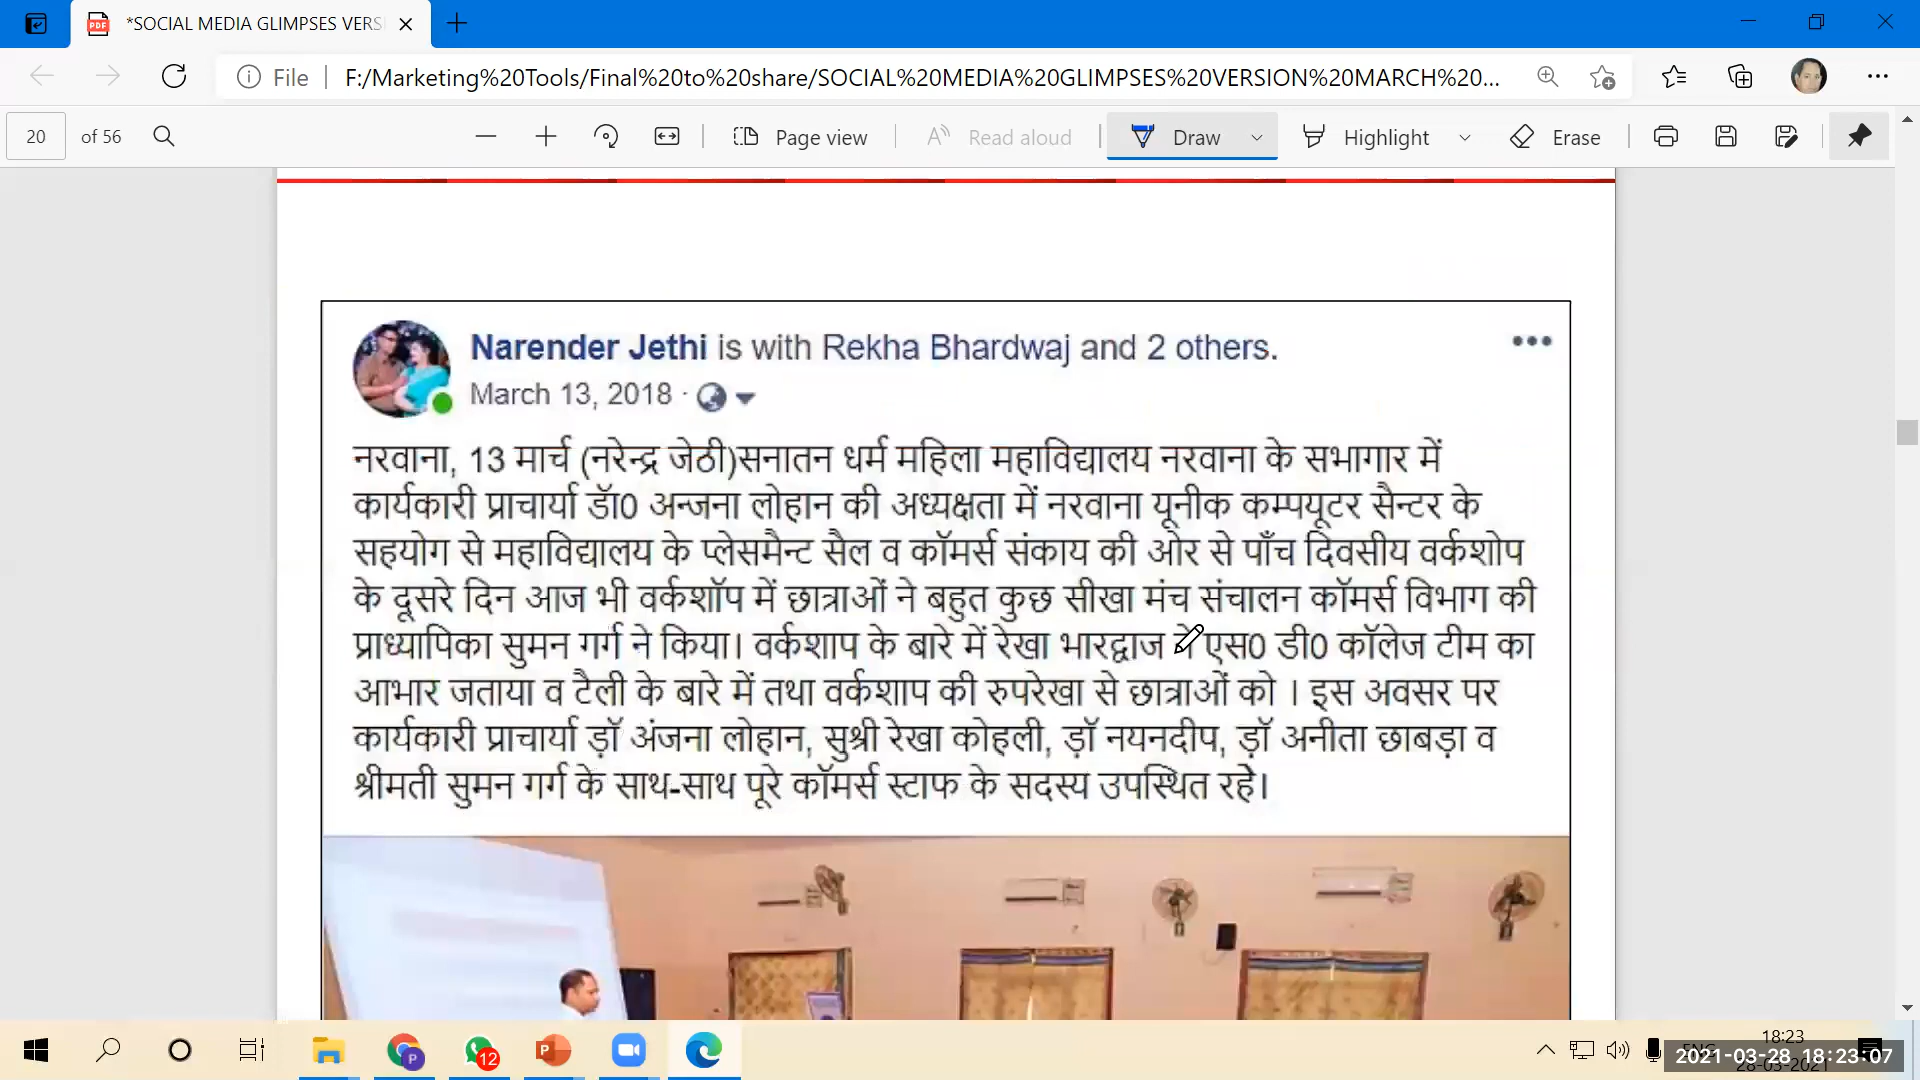 *SOCIAL MEDIA GLIMPSES VERS
File
F:/Marketing%20Tools/Final%20to%20share/SOCIAL%20MEDIA%20GLIMPSES%20VERSION%20MARCH%20...
20 of 56
Page view
Read aloud
Draw
Highlight
Erase
Narender Jethi is with Rekha Bhardwaj and 2 others.
March 13, 2018 ·
नरवाना, 13 मार्च (नरेन्द्र जेठी)सनातन धर्म महिला महाविद्यालय नरवाना के सभागार में
कार्यकारी प्राचार्या डॅा0 अन्जना लोहान की अध्यक्षता में नरवाना यूनीक कम्पयूटर सैन्टर के
सहयोग से महाविद्यालय के प्लेसमैन्ट सैल व कॉमर्स संकाय की ओर से पाँच दिवसीय वर्कशोप
के दूसरे दिन आज भी वर्कशॉप में छात्राओं ने बहुत कुछ सीखा मंच संचालन कॉमर्स विभाग की
प्राध्यापिका सुमन गर्ग ने किया। वर्कशाप के बारे में रेखा भारद्वाज ने एस0 डी0 कॉलेज टीम का
आभार जताया व टैली के बारे में तथा वर्कशाप की रुपरेखा से छात्राओं को । इस अवसर पर
कार्यकारी प्राचार्या ड़ॉ अंजना लोहान, सुश्री रेखा कोहली, ड़ॉ नयनदीप, ड़ॉ अनीता छाबड़ा व
श्रीमती सुमन गर्ग के साथ-साथ पूरे कॉमर्स स्टाफ के सदस्य उपस्थित रहे।
12
18:23
2021-03-28 18:23:07
28-03-2021